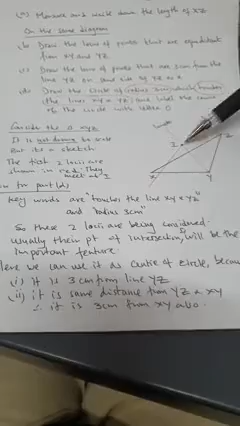 Measure and write down the length of XZ
On the same diagram
(b) Draw the locus of points that are equidistant
from XY and YZ
Draw the locus of points that are 3cm from the
line YZ on same side of YZ as X
(d) Draw the circle of radius 3cm which touches
the lines XY & YZ, and label the centre
of the circle with letter O
Consider the Δ XYZ
It is not drawn to scale
But it's a sketch
The first 2 loci are
shown in red. They
meet at I
for part (d)
Key words are "touches the line XY & YZ"
and "radius 3cm"
So these 2 loci are being considered.
Usually their pt of intersection will be the
important feature.
Here we can use it as centre of circle, because
(i) It is 3cm from line YZ
(ii) it is same distance from YZ & XY
∴ it is 3cm from XY also.
Z
Y